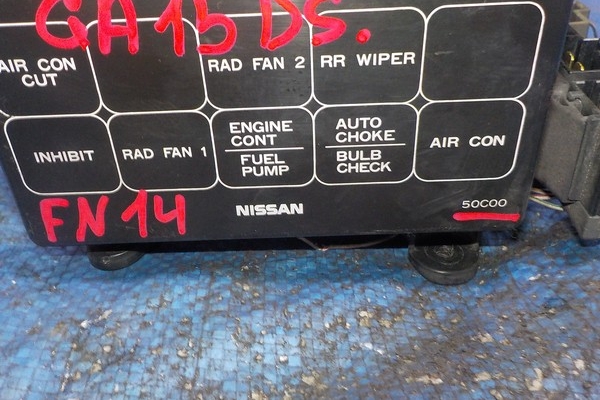 GA15DS.
AIR CON
CUT
RAD FAN 2
RR WIPER
INHIBIT
RAD FAN 1
ENGINE
CONT
FUEL
PUMP
AUTO
CHOKE
BULB
CHECK
AIR CON
FN14
NISSAN
50C00